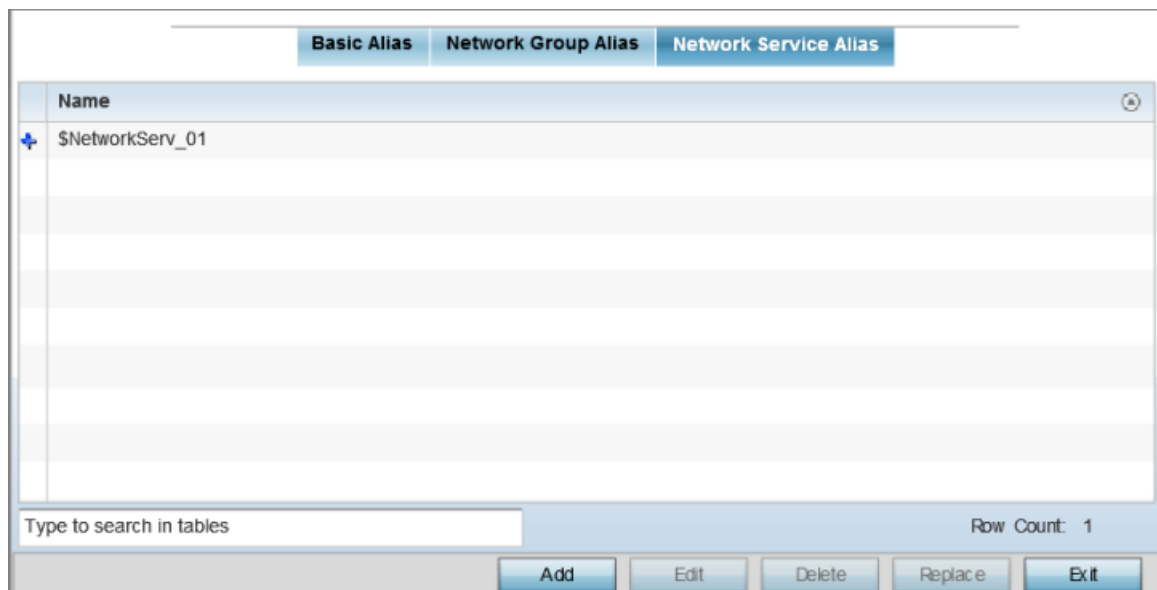 Basic Alias Network Group Alias Network Service Alias
Name
$NetworkServ_01
Type to search in tables Row Count: 1
Add Edit Delete Replace Exit